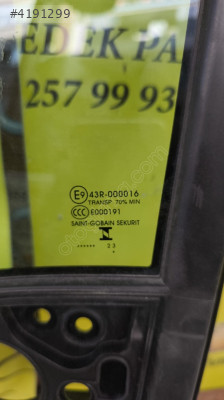 #4191299
EDEK PA
257 99 93
E9 43R-000016
TRANSP. 70% MIN
CCC E000191
SAINT-GOBAIN SEKURIT
N